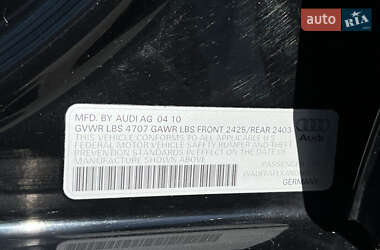 auto RIA
MFD. BY AUDI AG 04 10
GVWR LBS 4707 GAWR LBS FRONT 2425/REAR 2403
THIS VEHICLE CONFORMS TO ALL APPLICABLE U.S.
FEDERAL MOTOR VEHICLE SAFETY BUMPER AND THEFT
PREVENTION STANDARDS IN EFFECT ON THE DATE OF
MANUFACTURE SHOWN ABOVE
Audi
PASSENGER
GERMANY